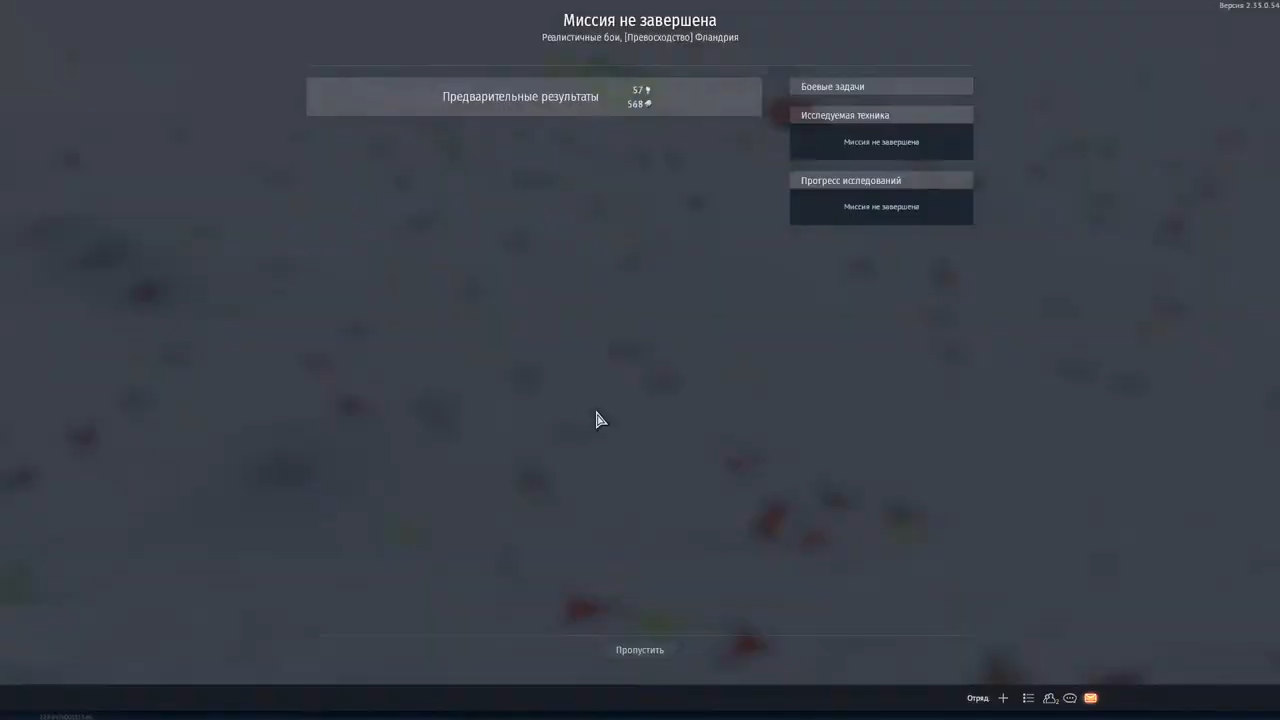 Версия 2.35.0.54
Миссия не завершена
Реалистичные бои, [Превосходство] Фландрия
Предварительные результаты
57
568
Боевые задачи
Исследуемая техника
Миссия не завершена
Прогресс исследований
Миссия не завершена
Пропустить
Отряд
2